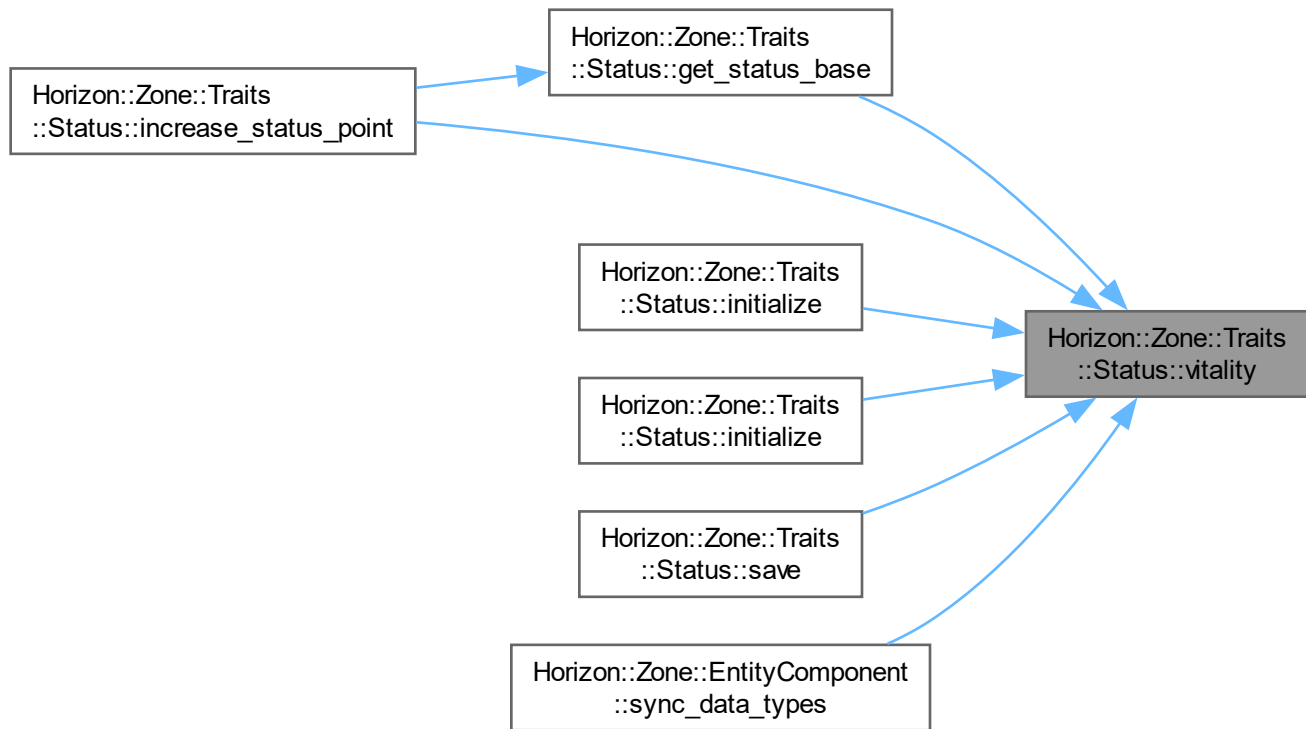 Horizon::Zone::Traits
::Status::get_status_base
Horizon::Zone::Traits
::Status::increase_status_point
Horizon::Zone::Traits
::Status::initialize
Horizon::Zone::Traits
::Status::vitality
Horizon::Zone::Traits
::Status::initialize
Horizon::Zone::Traits
::Status::save
Horizon::Zone::EntityComponent
::sync_data_types